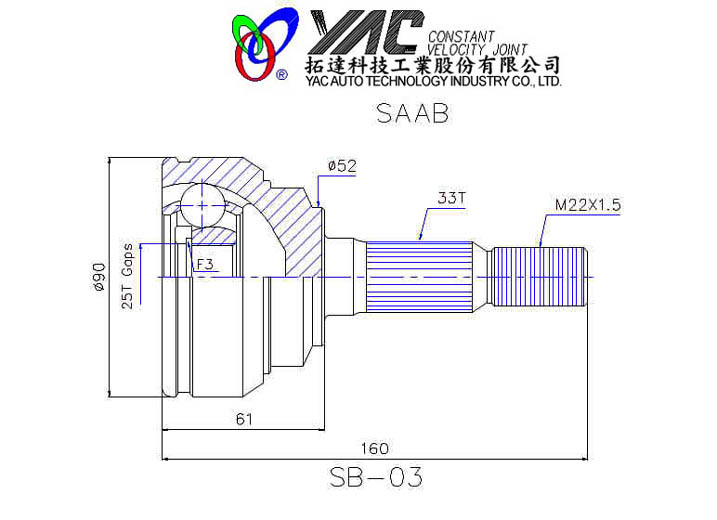 YAC CONSTANT
VELOCITY, JOINT
拓達科技工業股份有限公司
YAC AUTO TECHNOLOGY INDUSTRY CO., LTD.
®
SAAB
ø52
33T
M22X1.5
F3
ø90
25T Gaps
61
160
SB-03